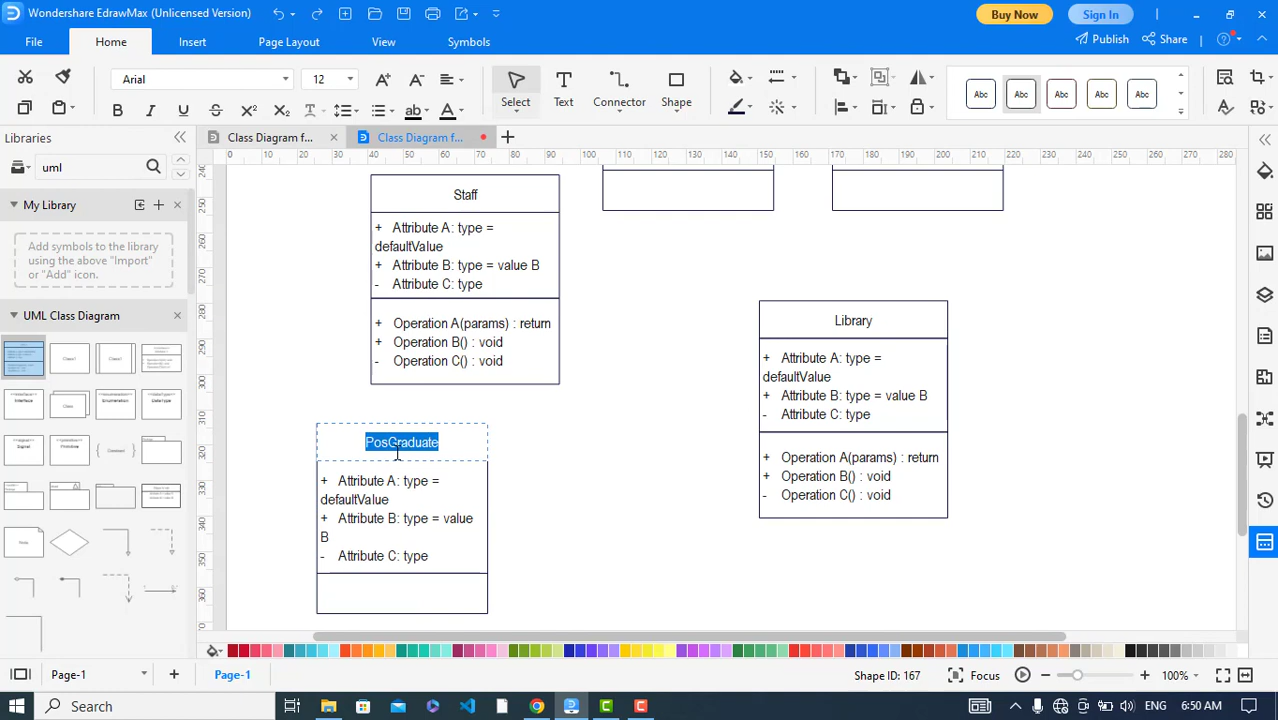 Wondershare EdrawMax (Unlicensed Version)
Buy Now
Sign In
File
Home
Insert
Page Layout
View
Symbols
Publish
Share
Arial
12
Select
Text
Connector
Shape
Abc
Abc
Abc
Abc
Abc
Libraries
Class Diagram f...
Class Diagram f...
uml
My Library
Add symbols to the library
using the above "Import"
or "Add" icon.
UML Class Diagram
Staff
+ Attribute A: type =
defaultValue
+ Attribute B: type = value B
- Attribute C: type
+ Operation A(params) : return
+ Operation B() : void
- Operation C() : void
Library
+ Attribute A: type =
defaultValue
+ Attribute B: type = value B
- Attribute C: type
+ Operation A(params) : return
+ Operation B() : void
- Operation C() : void
PosGraduate
+ Attribute A: type =
defaultValue
+ Attribute B: type = value
B
- Attribute C: type
Page-1
Page-1
Shape ID: 167
Focus
100%
Search
ENG
6:50 AM